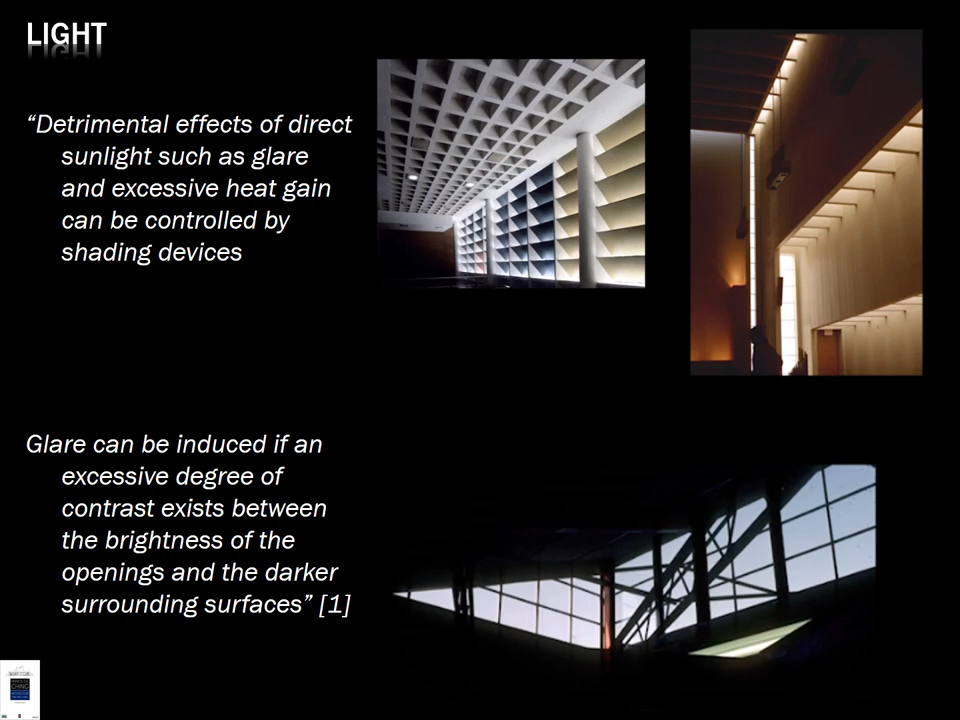 LIGHT
“Detrimental effects of direct
sunlight such as glare
and excessive heat gain
can be controlled by
shading devices
Glare can be induced if an
excessive degree of
contrast exists between
the brightness of the
openings and the darker
surrounding surfaces” [1]
CHING